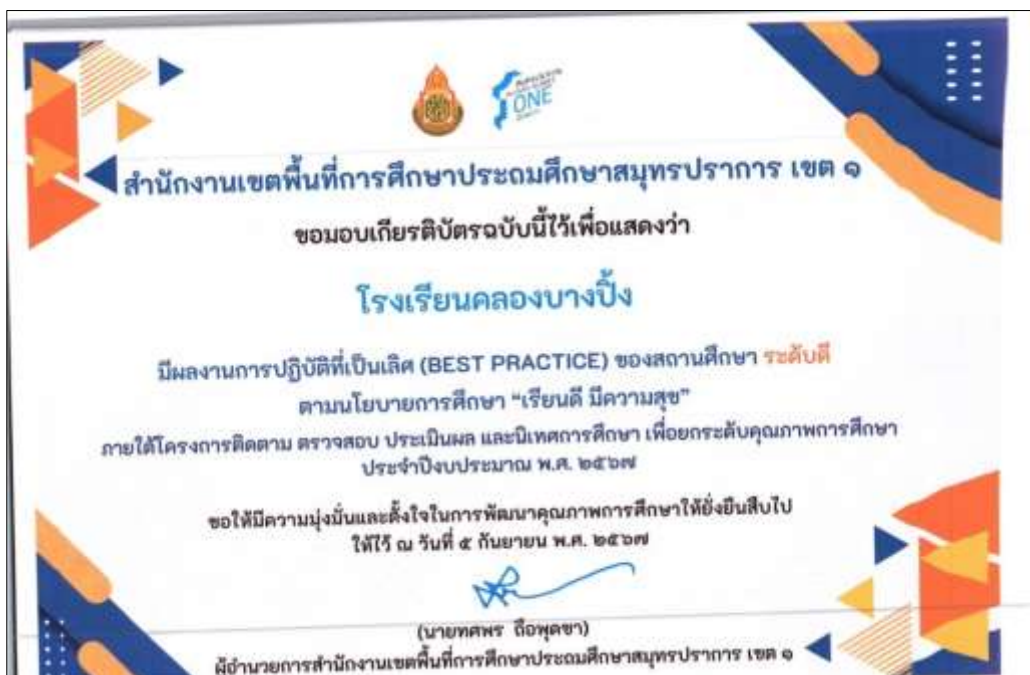 ONE
สำนักงานเขตพื้นที่การศึกษาประถมศึกษาสมุทรปราการ เขต ๑
ขอมอบเกียรติบัตรฉบับนี้ไว้เพื่อแสดงว่า
โรงเรียนคลองบางปิ้ง
มีผลงานการปฏิบัติที่เป็นเลิศ (BEST PRACTICE) ของสถานศึกษา ระดับดี
ตามนโยบายการศึกษา “เรียนดี มีความสุข”
ภายใต้โครงการติดตาม ตรวจสอบ ประเมินผล และนิเทศการศึกษา เพื่อยกระดับคุณภาพการศึกษา
ประจำปีงบประมาณ พ.ศ. ๒๕๖๗
ขอให้มีความมุ่งมั่นและตั้งใจในการพัฒนาคุณภาพการศึกษาให้ยั่งยืนสืบไป
ให้ไว้ ณ วันที่ ๕ กันยายน พ.ศ. ๒๕๖๗
(นายทศพร ถือพุดซา)
ผู้อำนวยการสำนักงานเขตพื้นที่การศึกษาประถมศึกษาสมุทรปราการ เขต ๑